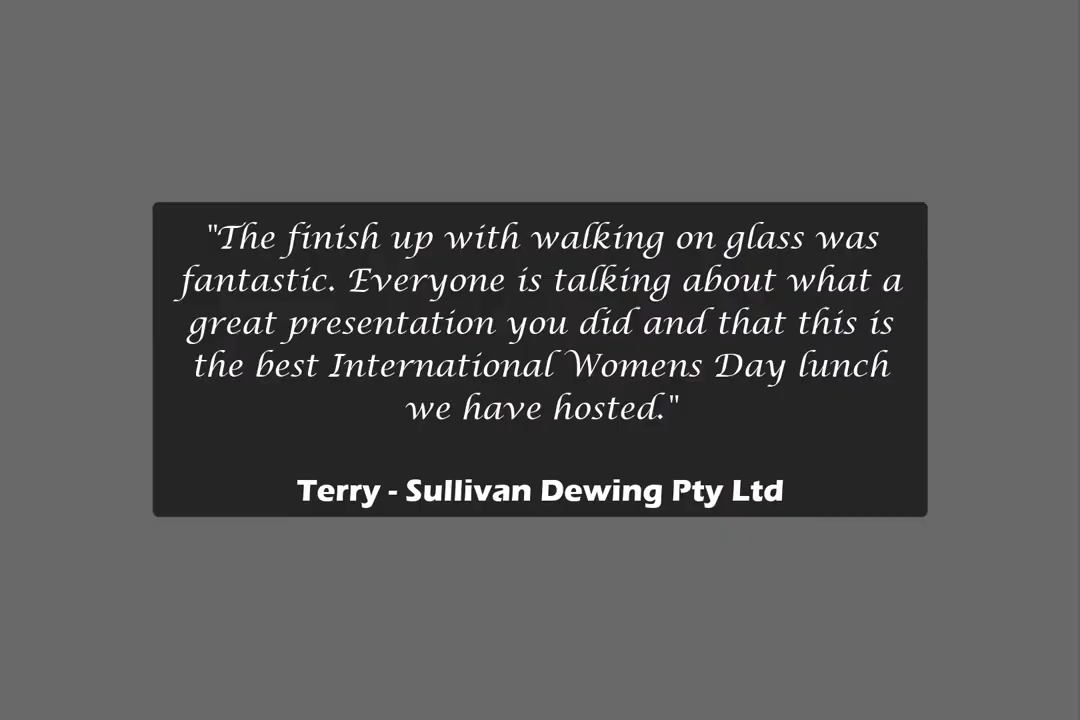 "The finish up with walking on glass was
fantastic. Everyone is talking about what a
great presentation you did and that this is
the best International Womens Day lunch
we have hosted."
Terry - Sullivan Dewing Pty Ltd